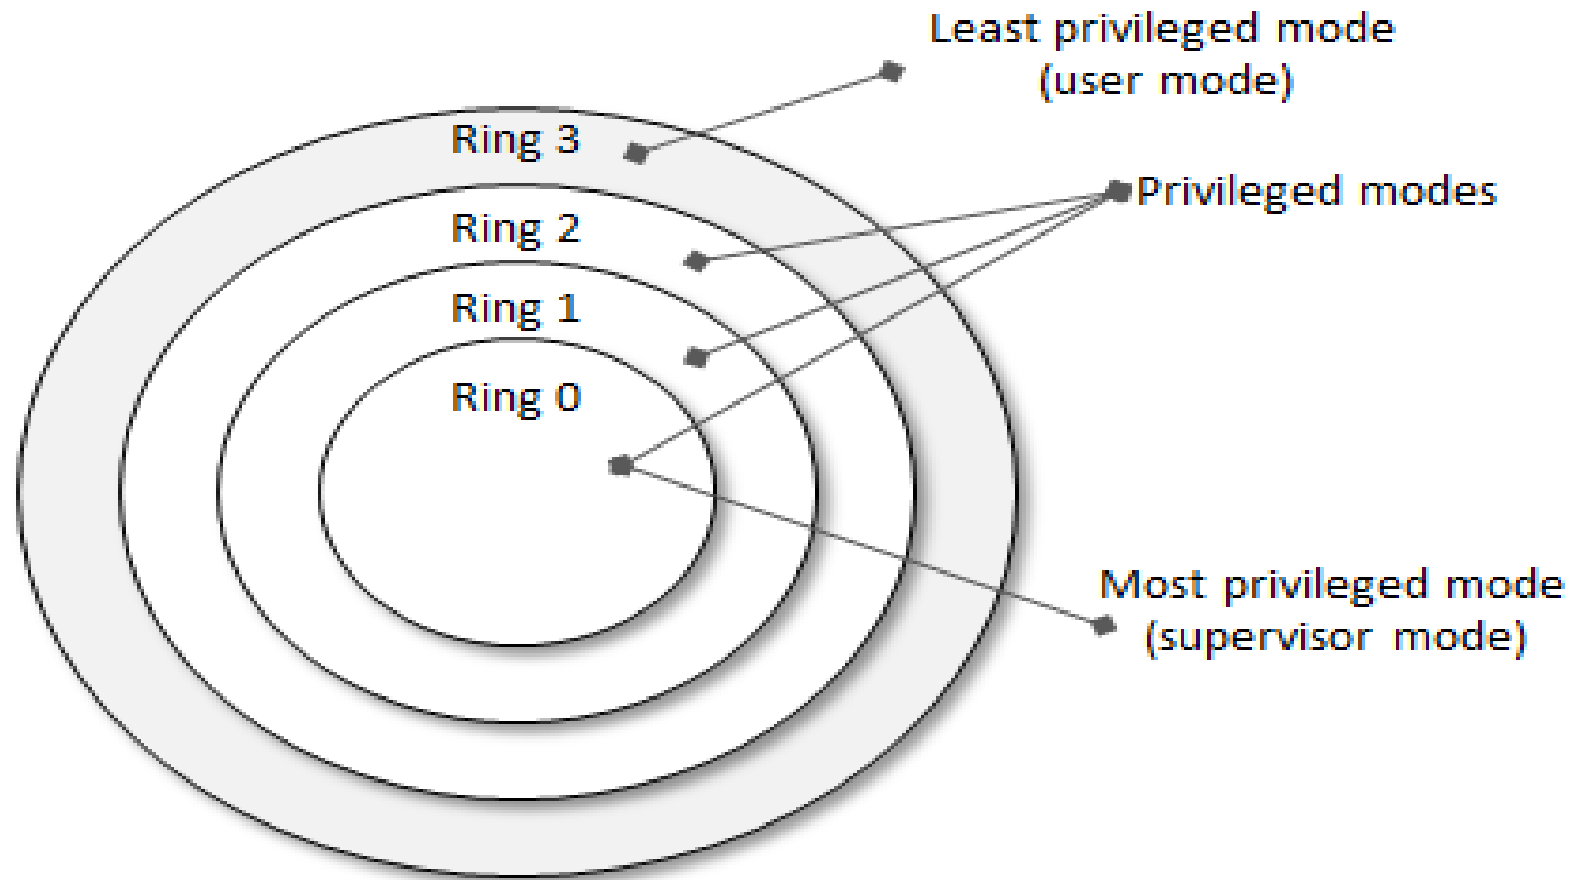 Least privileged mode
(user mode)
Ring 3
Privileged modes
Ring 2
Ring 1
Ring 0
Most privileged mode
(supervisor mode)